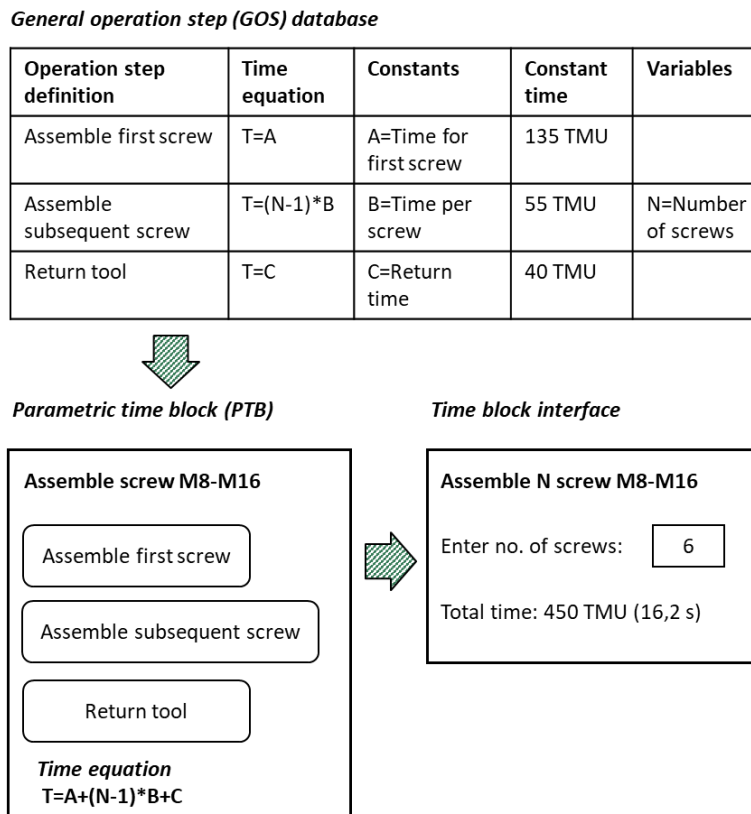 General operation step (GOS) database
Operation step definition	Time equation	Constants	Constant time	Variables
Assemble first screw	T=A	A=Time for first screw	135 TMU
Assemble subsequent screw	T=(N-1)*B	B=Time per screw	55 TMU	N=Number of screws
Return tool	T=C	C=Return time	40 TMU
Parametric time block (PTB)
Assemble screw M8-M16
Assemble first screw
Assemble subsequent screw
Return tool
Time equation
T=A+(N-1)*B+C
Time block interface
Assemble N screw M8-M16
Enter no. of screws: 6
Total time: 450 TMU (16,2 s)